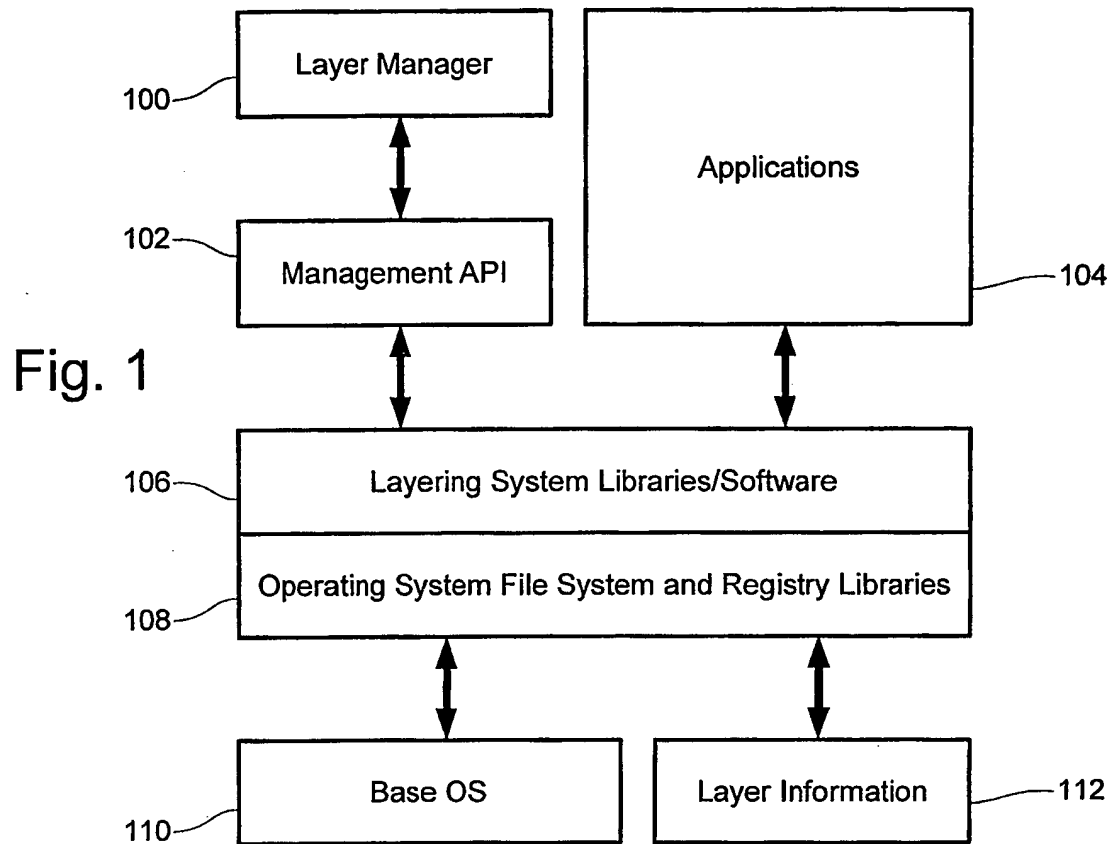 Layer Manager
100
Applications
102
Management API
104
Fig. 1
106
Layering System Libraries/Software
Operating System File System and Registry Libraries
108
Base OS
110
Layer Information
112